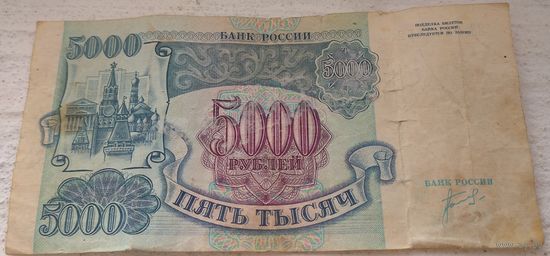 5000
БАНК РОССИИ
ПОДДЕЛКА БИЛЕТОВ
БАНКА РОССИИ
ПРЕСЛЕДУЕТСЯ ПО ЗАКОНУ
5000
5000
РУБЛЕЙ
ПЯТЬ ТЫСЯЧ
5000
БАНК РОССИИ